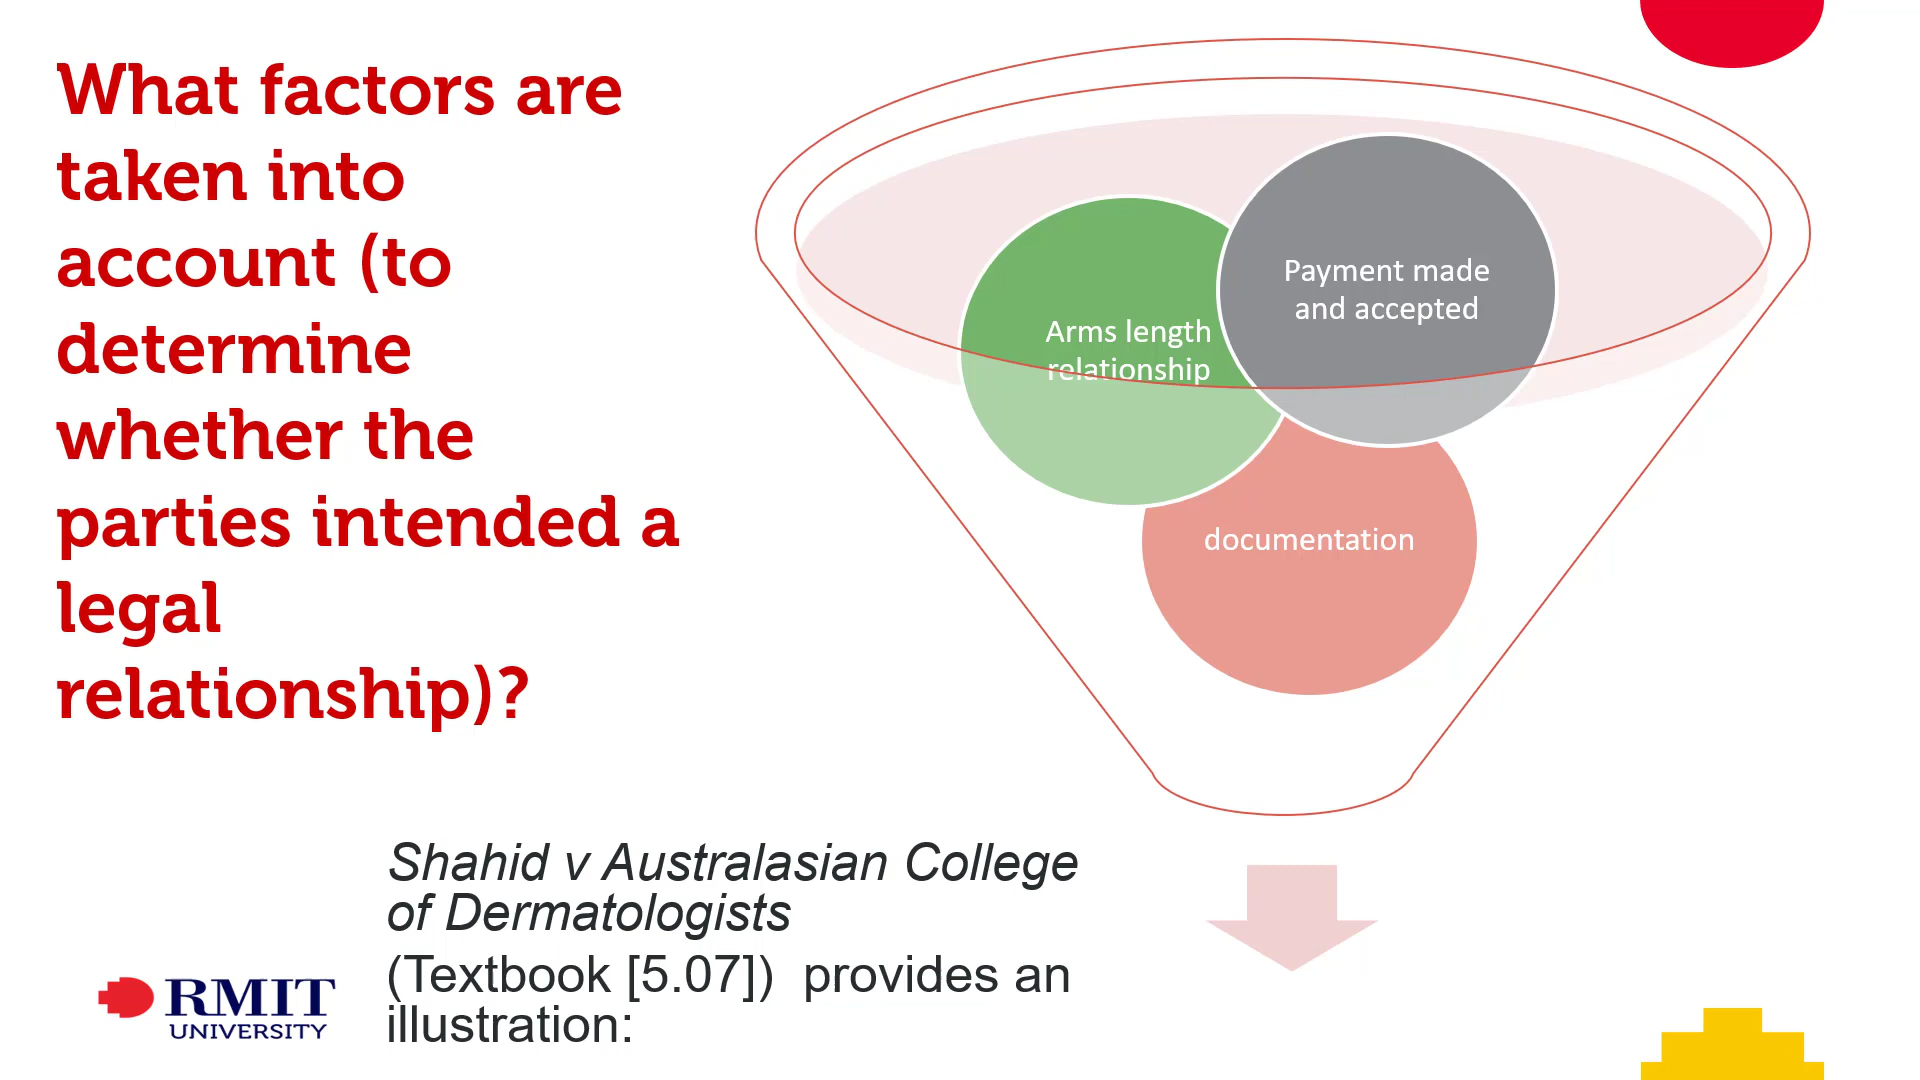 What factors are
taken into
account (to
determine
whether the
parties intended a
legal
relationship)?
Payment made
and accepted
Arms length
relationship
documentation
Shahid v Australasian College
of Dermatologists
(Textbook [5.07])  provides an
illustration:
RMIT
UNIVERSITY